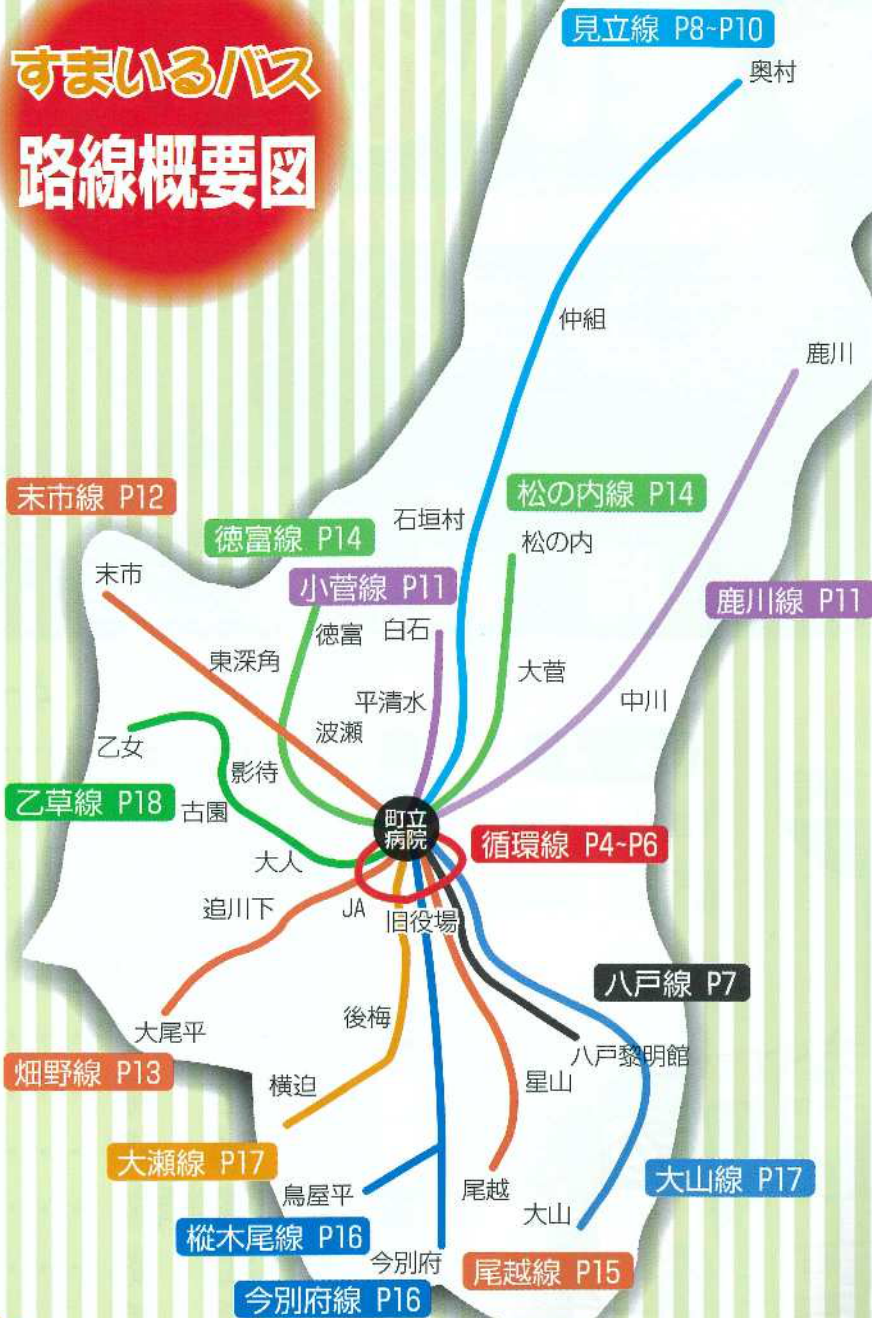 すまいるバス
路線概要図
見立線 P8~P10
奥村
仲組
鹿川
末市線 P12
徳富線 P14
石垣村
松の内線 P14
松の内
小菅線 P11
鹿川線 P11
末市
東深角
徳富
白石
大菅
中川
平清水
波瀬
乙女
影待
乙草線 P18
古園
町立
病院
循環線 P4~P6
大人
追川下
JA
旧役場
八戸線 P7
大尾平
後梅
八戸黎明館
星山
畑野線 P13
横迫
大瀬線 P17
鳥屋平
尾越
大山
大山線 P17
樅木尾線 P16
今別府
尾越線 P15
今別府線 P16